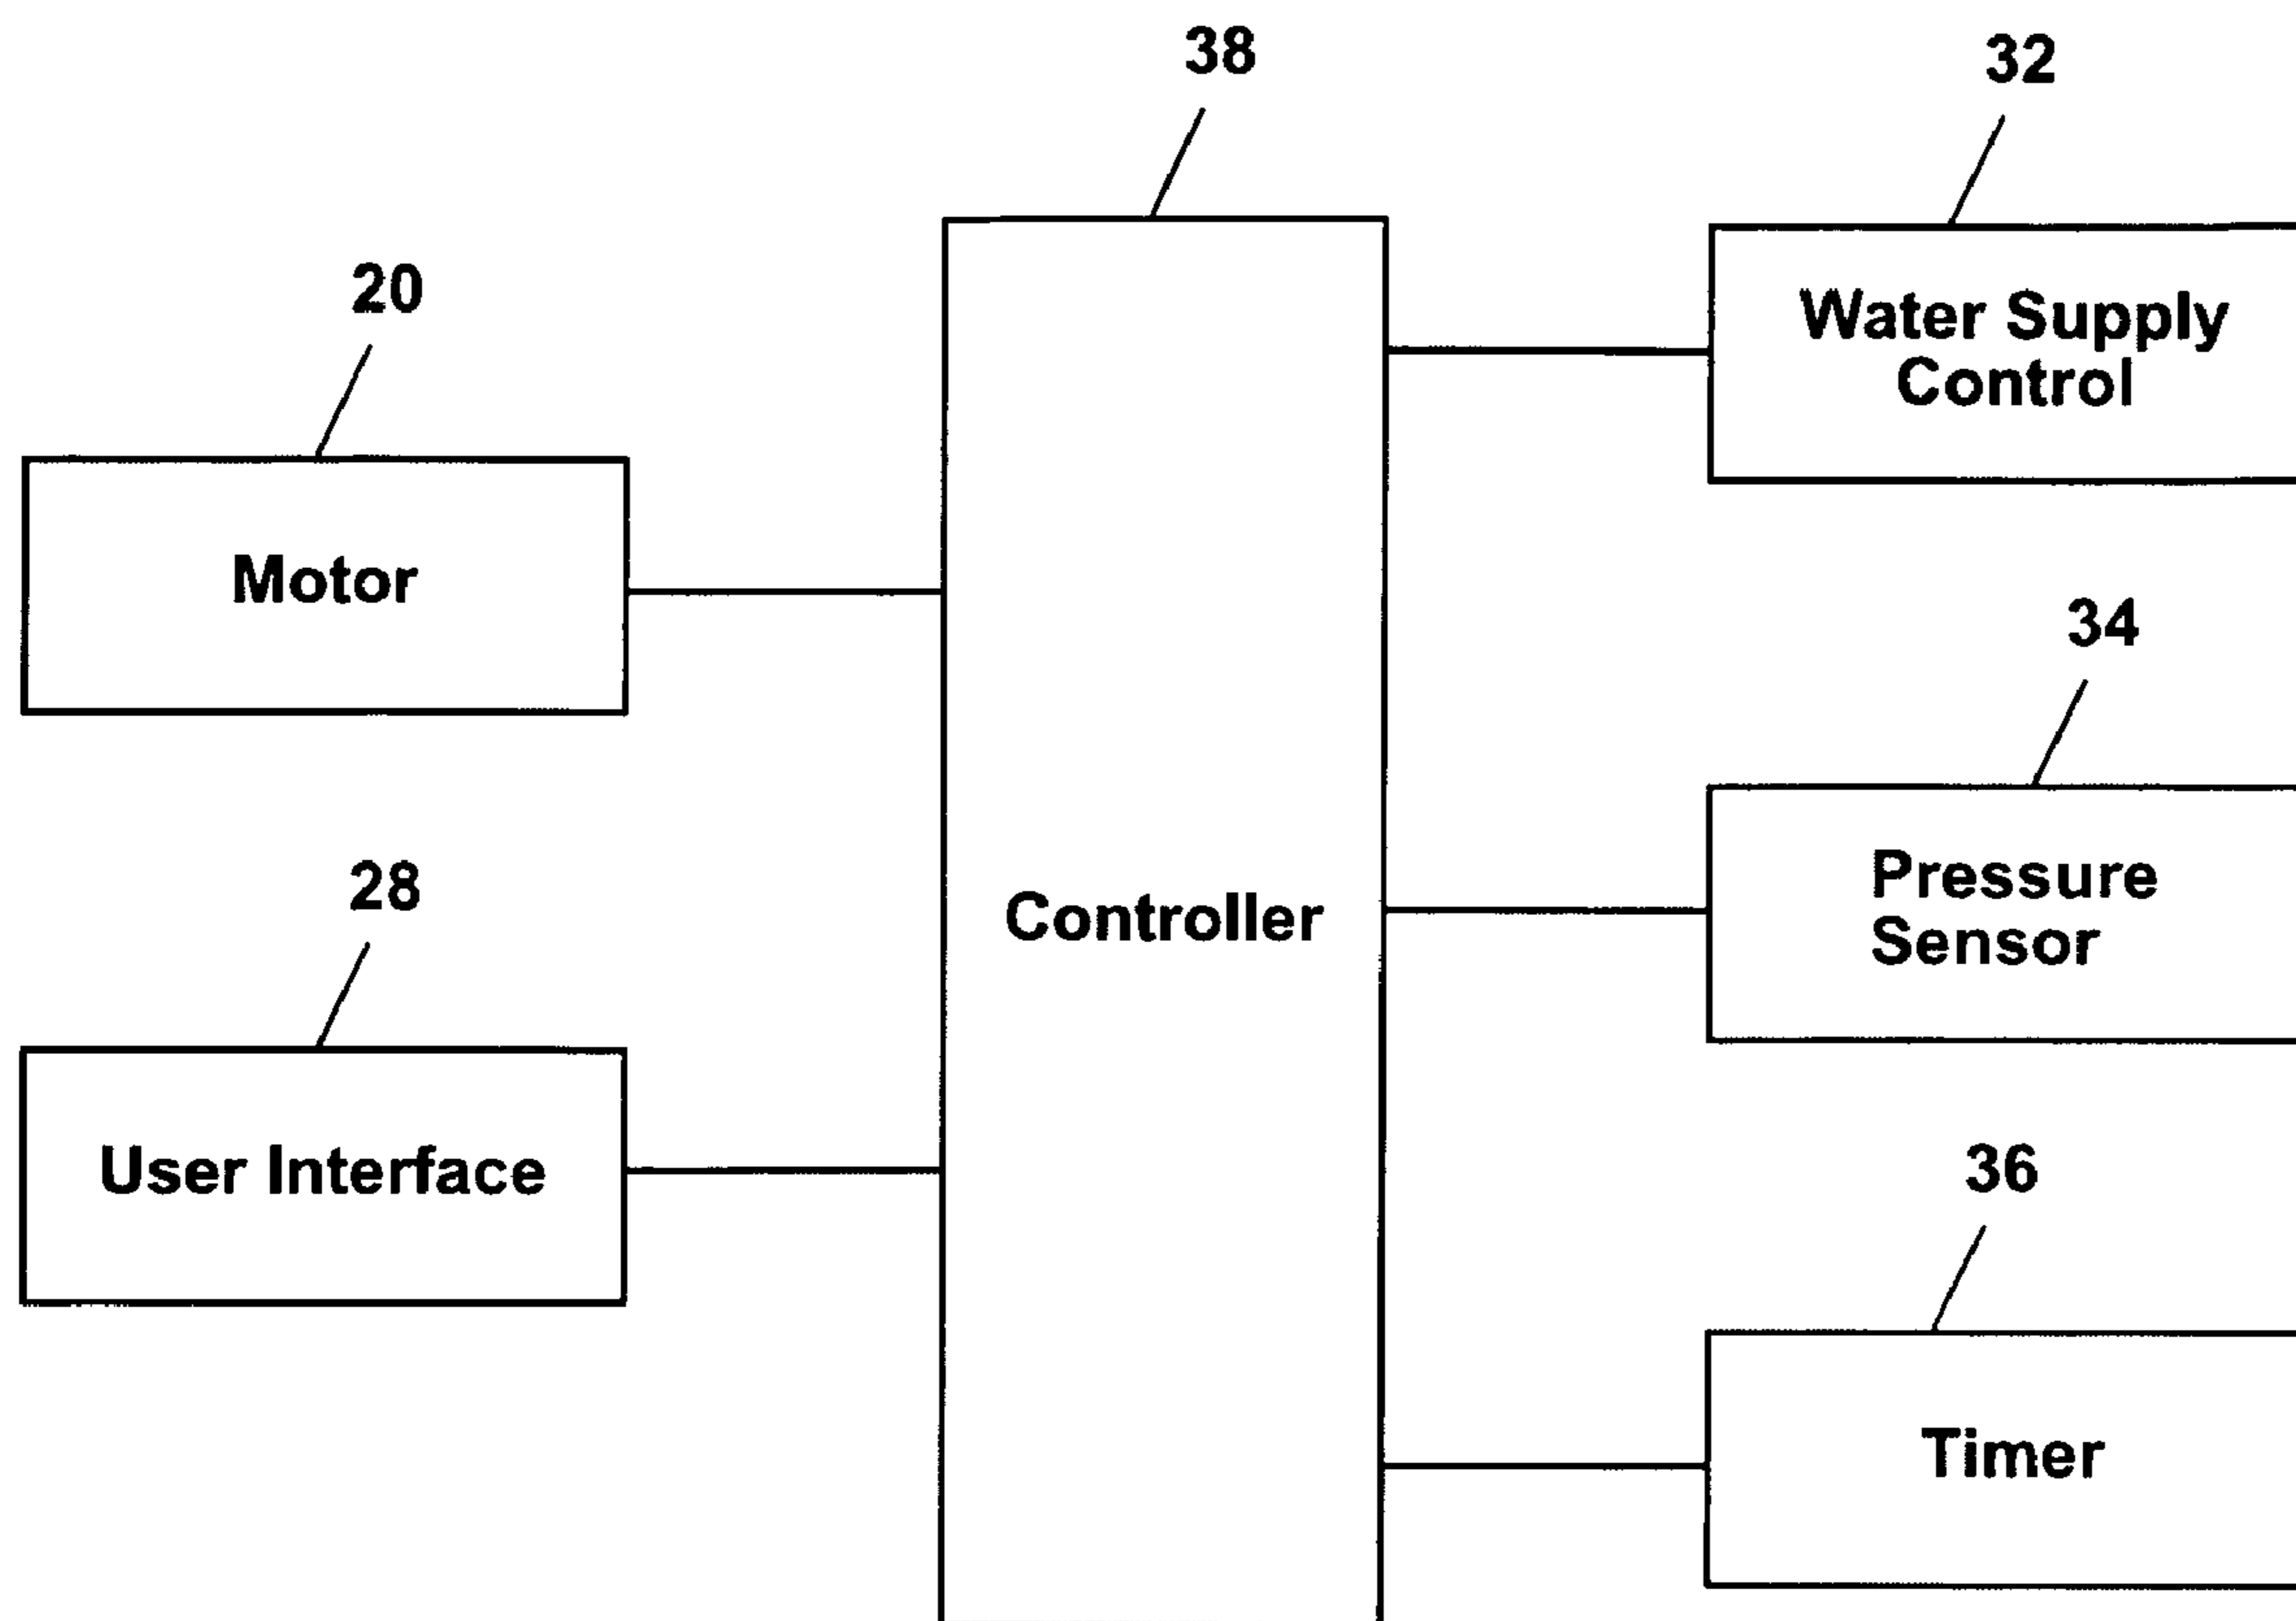 38
32
20
Water Supply
Control
Motor
34
28
Pressure
Sensor
Controller
36
User Interface
Timer